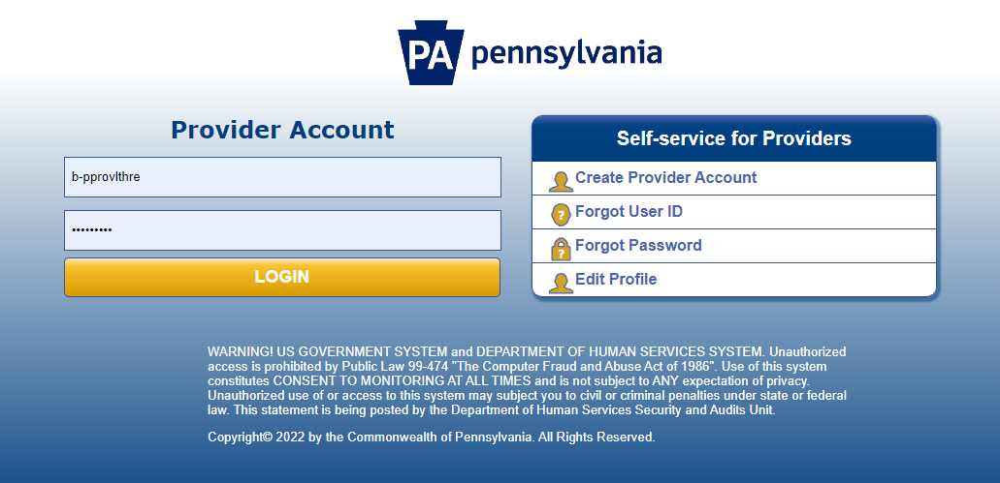 PA pennsylvania
Provider Account
b-pprovlthre
•••••••••
LOGIN
Self-service for Providers
Create Provider Account
? Forgot User ID
? Forgot Password
Edit Profile
WARNING! US GOVERNMENT SYSTEM and DEPARTMENT OF HUMAN SERVICES SYSTEM. Unauthorized
access is prohibited by Public Law 99-474 "The Computer Fraud and Abuse Act of 1986". Use of this system
constitutes CONSENT TO MONITORING AT ALL TIMES and is not subject to ANY expectation of privacy.
Unauthorized use of or access to this system may subject you to civil or criminal penalties under state or federal
law. This statement is being posted by the Department of Human Services Security and Audits Unit.
Copyright© 2022 by the Commonwealth of Pennsylvania. All Rights Reserved.